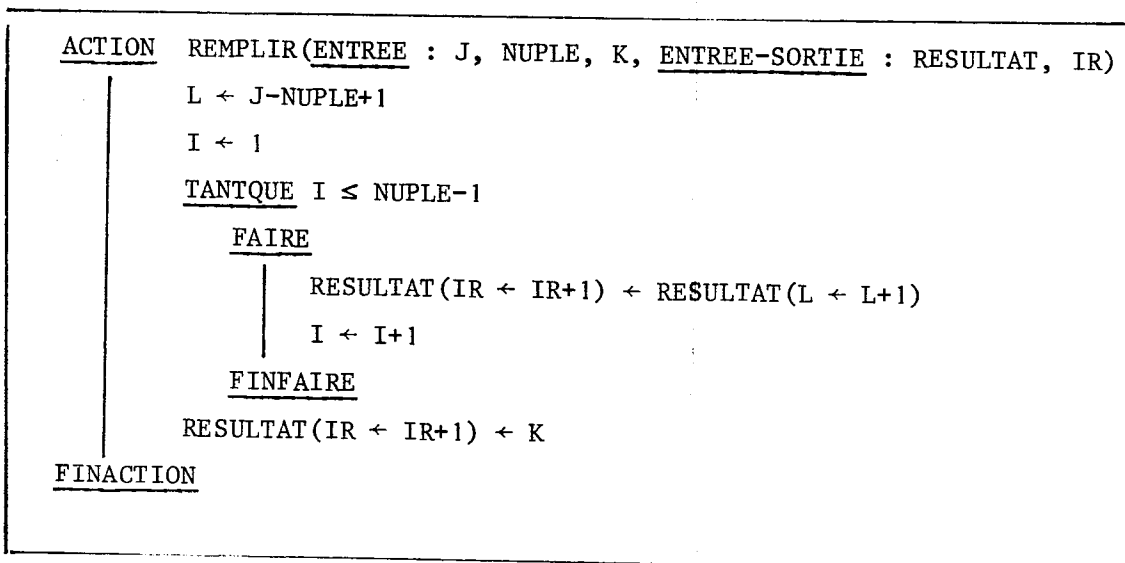 ACTION REMPLIR(ENTREE : J, NUPLE, K, ENTREE-SORTIE : RESULTAT, IR)
L ← J-NUPLE+1
I ← 1
TANTQUE I ≤ NUPLE-1
FAIRE
RESULTAT(IR ← IR+1) ← RESULTAT(L ← L+1)
I ← I+1
FINFAIRE
RESULTAT(IR ← IR+1) ← K
FINACTION